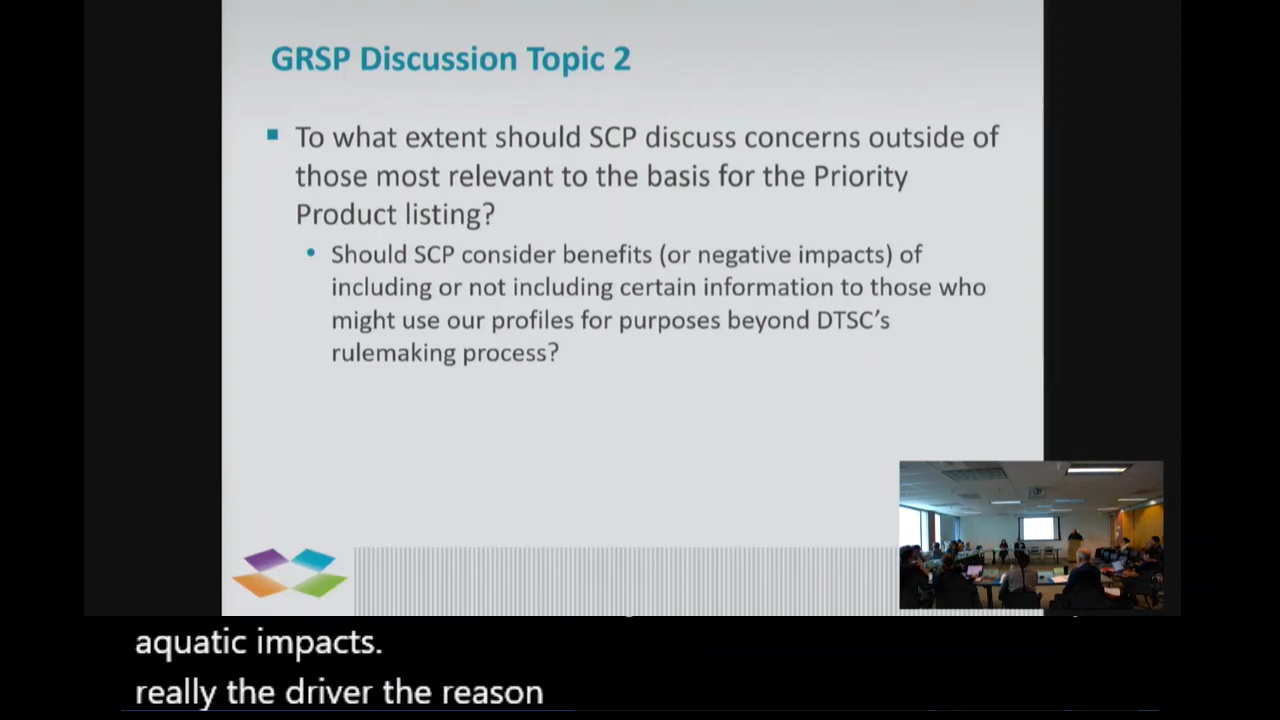 GRSP Discussion Topic 2
To what extent should SCP discuss concerns outside of
those most relevant to the basis for the Priority
Product listing?
Should SCP consider benefits (or negative impacts) of
including or not including certain information to those who
might use our profiles for purposes beyond DTSC’s
rulemaking process?
aquatic impacts.
really the driver the reason